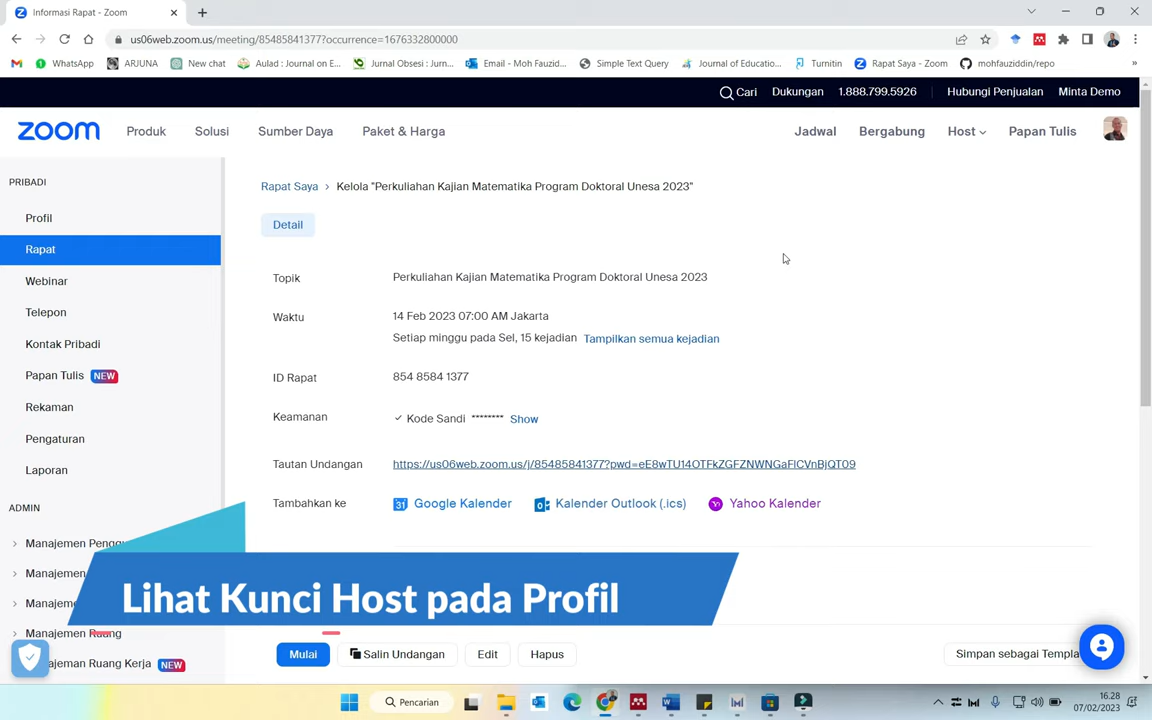 Informasi Rapat - Zoom
us06web.zoom.us/meeting/85485841377?occurrence=1676332800000
WhatsApp ARJUNA New chat Aulad : Journal on E... Jurnal Obsesi : Jurn... Email - Moh Fauzid... Simple Text Query Journal of Educatio... Turnitin Rapat Saya - Zoom mohfauziddin/repo »
Cari Dukungan 1.888.799.5926 Hubungi Penjualan Minta Demo
zoom Produk Solusi Sumber Daya Paket & Harga Jadwal Bergabung Host Papan Tulis
PRIBADI
Profil
Rapat
Webinar
Telepon
Kontak Pribadi
Papan Tulis NEW
Rekaman
Pengaturan
Laporan
ADMIN
Manajemen Penggu
Manajemen
Manajeme
Manajemen Ruang
ajeman Ruang Kerja NEW
Rapat Saya › Kelola "Perkuliahan Kajian Matematika Program Doktoral Unesa 2023"
Detail
Topik Perkuliahan Kajian Matematika Program Doktoral Unesa 2023
Waktu 14 Feb 2023 07:00 AM Jakarta
Setiap minggu pada Sel, 15 kejadian Tampilkan semua kejadian
ID Rapat 854 8584 1377
Keamanan ✓ Kode Sandi ******** Show
Tautan Undangan https://us06web.zoom.us/j/85485841377?pwd=eE8wTU14OTFkZGFZNWNGaFlCVnBjQT09
Tambahkan ke 31 Google Kalender Kalender Outlook (.ics) Yahoo Kalender
Lihat Kunci Host pada Profil
Mulai Salin Undangan Edit Hapus Simpan sebagai Templa
Pencarian
16.28
07/02/2023